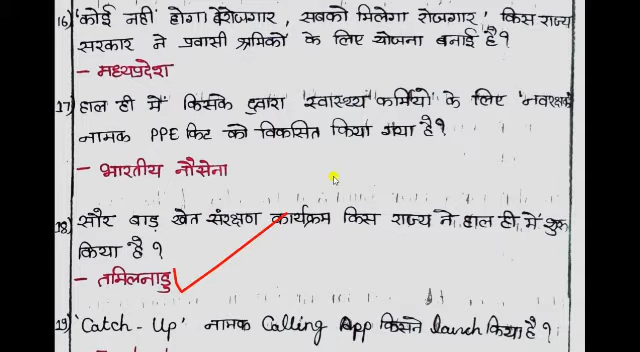 16) 'कोई नहीं होगा बेरोजगार, सबको मिलेगा रोजगार' किस राज्य
सरकार ने प्रवासी श्रमिकों के लिए योजना बनाई है?
- मध्यप्रदेश
17) हाल ही में किसके द्वारा स्वास्थ्य कर्मियों के लिए 'नवरक्षक'
नामक PPE किट को विकसित किया गया है?
- भारतीय नौसेना
18) सौर बाड़ खेत संरक्षण कार्यक्रम किस राज्य ने हाल ही में शुरू
किया है?
- तमिलनाडु
19) 'Catch-Up' नामक Calling App किसने launch किया है?